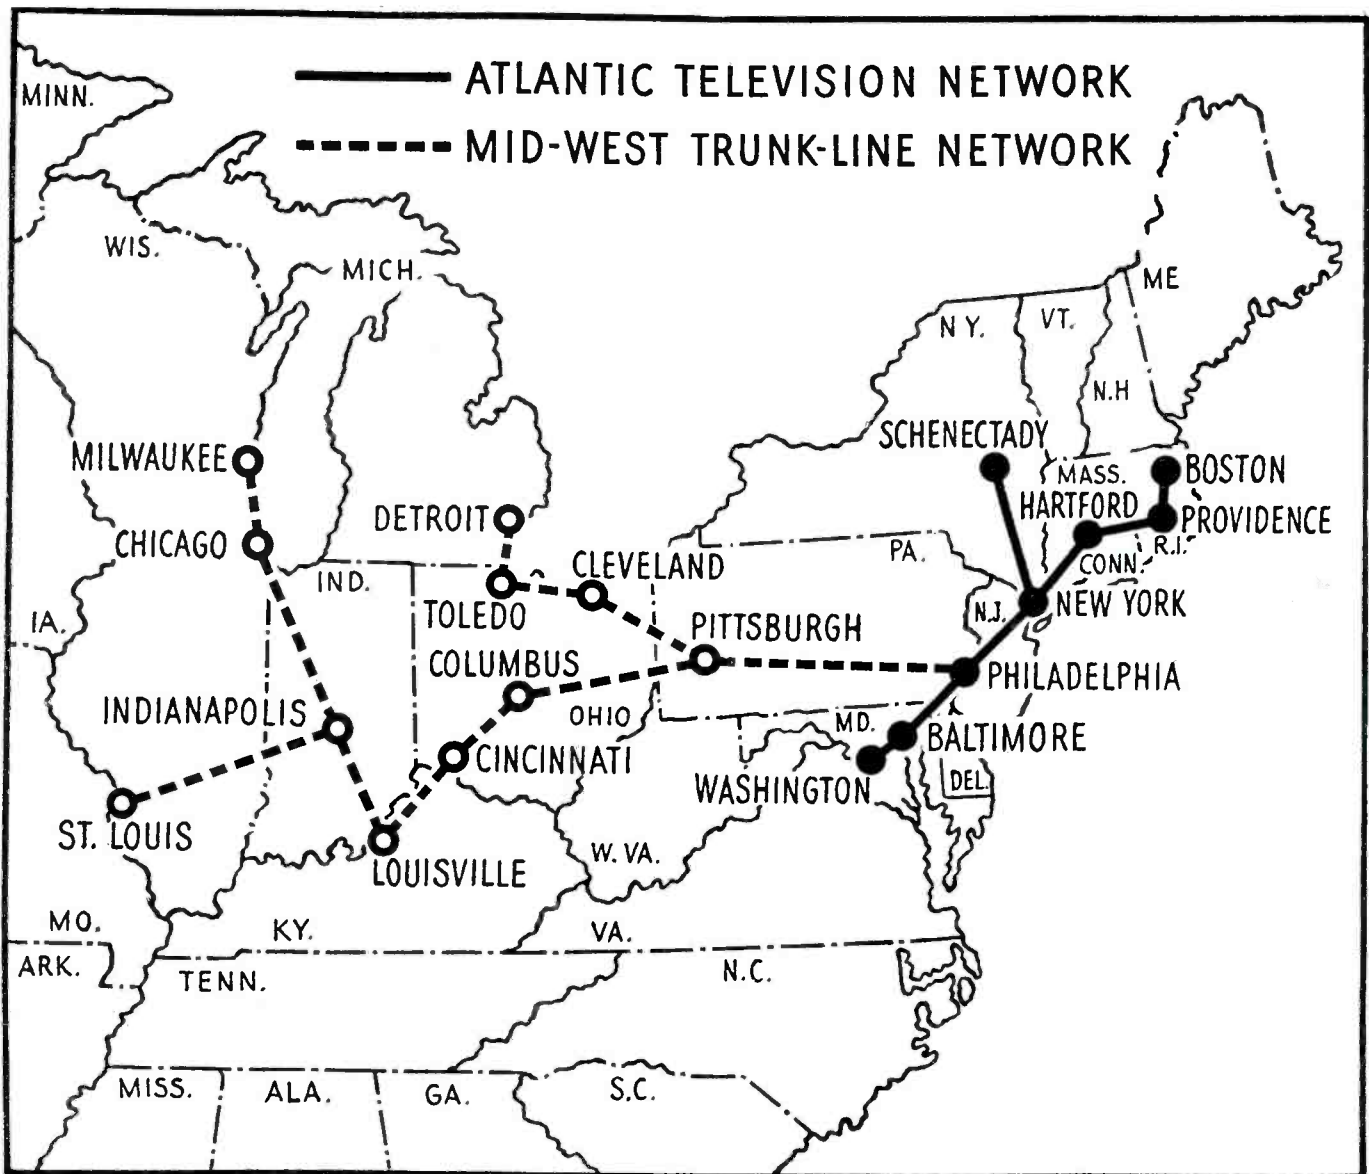 ATLANTIC TELEVISION NETWORK
MID-WEST TRUNK-LINE NETWORK
MINN.
WIS.
MICH.
ME
N Y.
VT.
N.H
SCHENECTADY
MILWAUKEE
MASS.
BOSTON
HARTFORD
DETROIT
PROVIDENCE
CHICAGO
PA.
R.I.
CONN.
CLEVELAND
IND.
TOLEDO
N.J.
NEW YORK
IA.
PITTSBURGH
COLUMBUS
PHILADELPHIA
INDIANAPOLIS
OHIO
MD.
BALTIMORE
CINCINNATI
WASHINGTON
DEL.
ST. LOUIS
W. VA.
LOUISVILLE
MO.
KY.
VA.
ARK.
TENN.
N.C.
MISS.
ALA.
GA.
S.C.